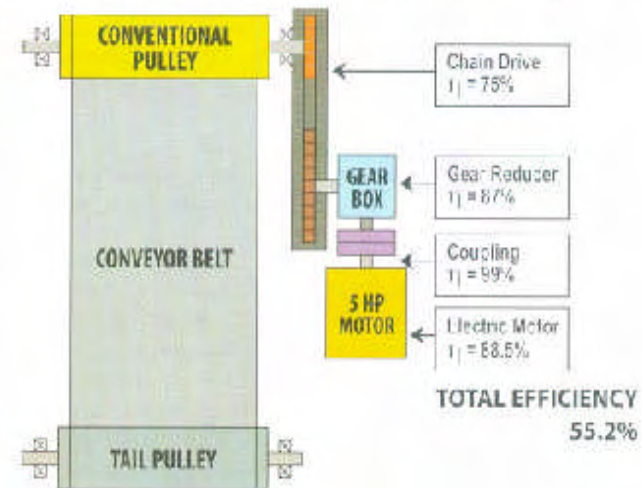 CONVENTIONAL
PULLEY
Chain Drive
η = 75%
GEAR
BOX
Gear Reducer
η =
CONVEYOR BELT
Coupling
η = 99%
5 HP
MOTOR
Electric Motor
η = 88.5%
TOTAL EFFICIENCY
55.2%
TAIL PULLEY